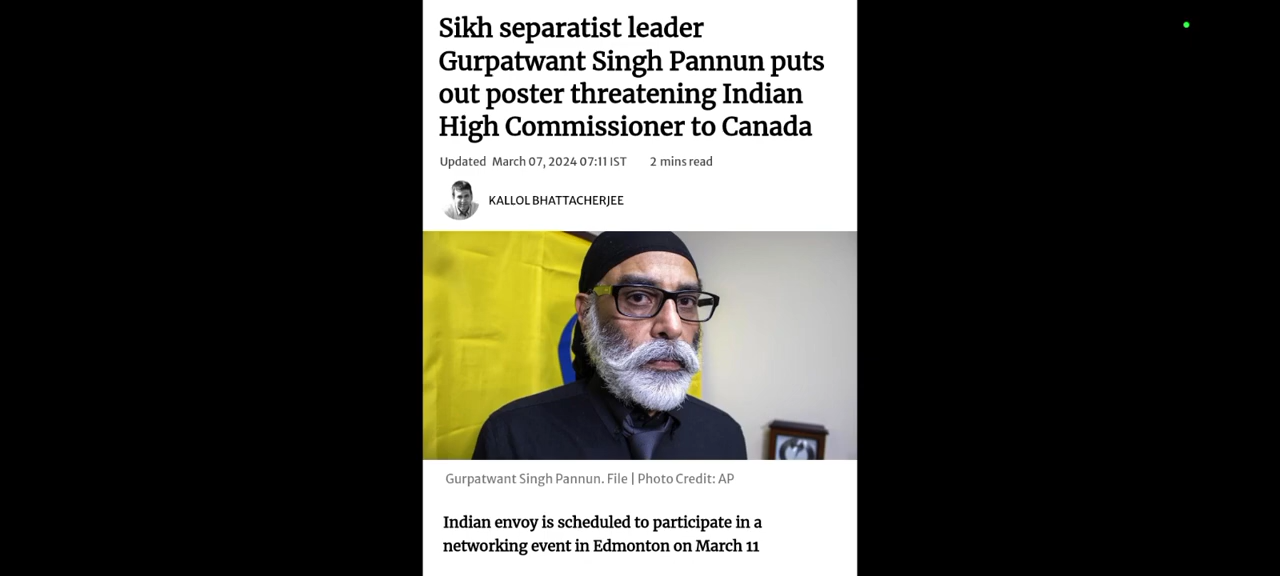 Sikh separatist leader
Gurpatwant Singh Pannun puts
out poster threatening Indian
High Commissioner to Canada
Updated March 07, 2024 07:11 IST 2 mins read
KALLOL BHATTACHERJEE
Gurpatwant Singh Pannun. File | Photo Credit: AP
Indian envoy is scheduled to participate in a
networking event in Edmonton on March 11